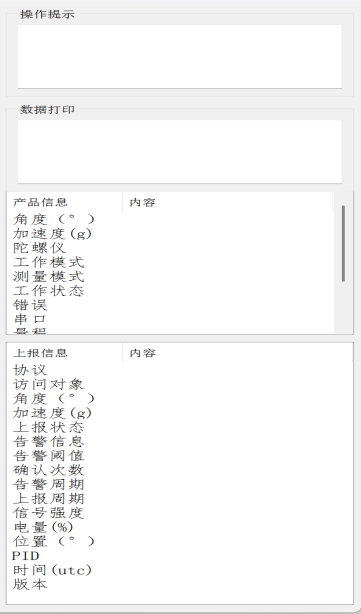 操作提示
数据打印
产品信息 内容
角度（°）
加速度(g)
陀螺仪
工作模式
测量模式
工作状态
错误
串口
量程
上报信息 内容
协议
访问对象
角度（°）
加速度(g)
上报状态
告警信息
告警阈值
确认次数
告警周期
上报周期
信号强度
电量(%)
位置（°）
PID
时间(utc)
版本